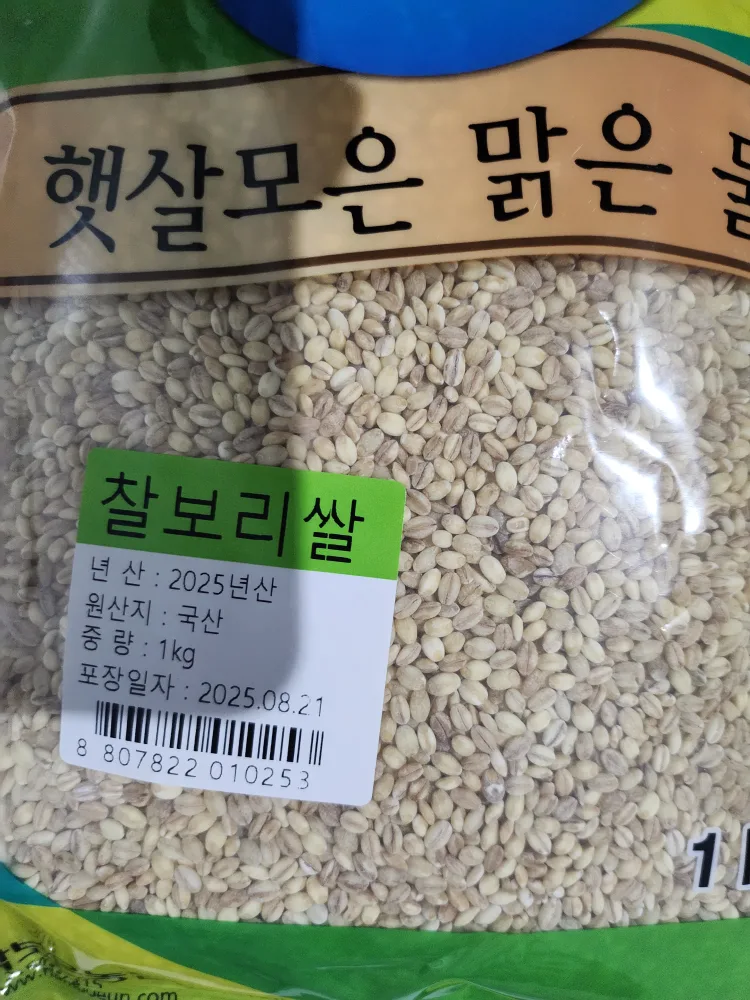 햇살모은 맑은
찰보리쌀
년 산 : 2025년산
원산지 : 국산
중 량 : 1kg
포장일자 : 2025.08.21
8 807822 010253
1